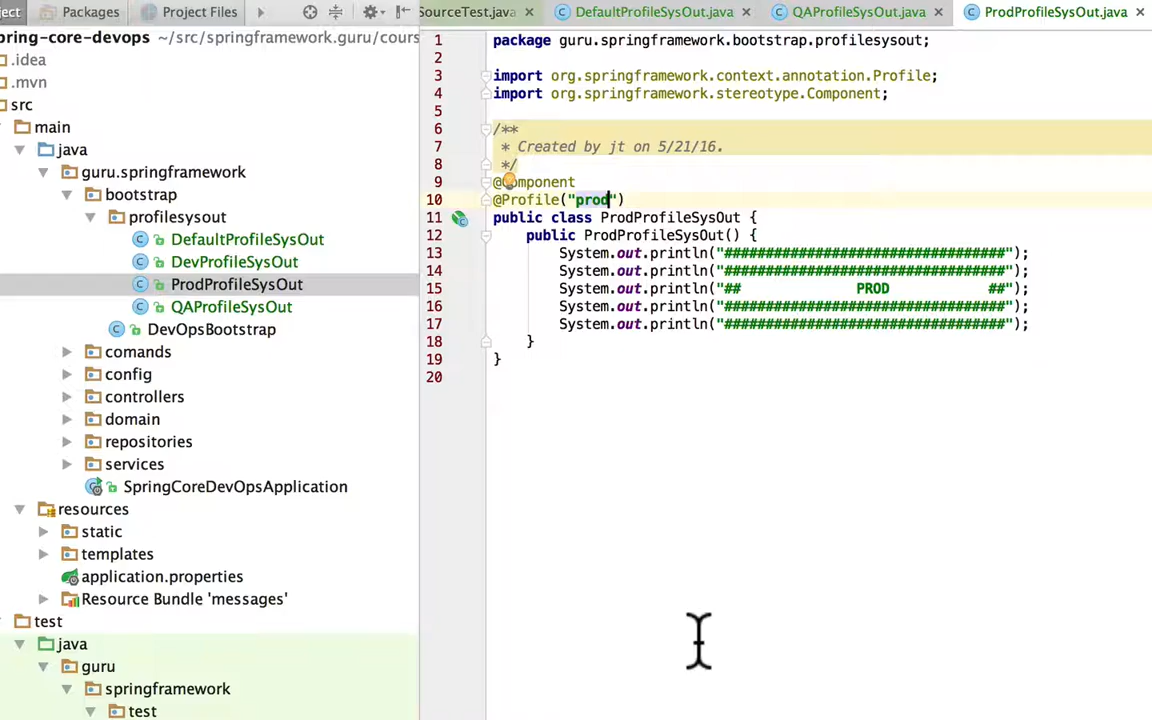 ject
Packages
Project Files
SourceTest.java
DefaultProfileSysOut.java
QAProfileSysOut.java
ProdProfileSysOut.java
pring-core-devops ~/src/springframework.guru/cours
.idea
.mvn
src
main
java
guru.springframework
bootstrap
profilesysout
DefaultProfileSysOut
DevProfileSysOut
ProdProfileSysOut
QAProfileSysOut
DevOpsBootstrap
comands
config
controllers
domain
repositories
services
SpringCoreDevOpsApplication
resources
static
templates
application.properties
Resource Bundle 'messages'
test
java
guru
springframework
test
1 package guru.springframework.bootstrap.profilesysout;
2
3 import org.springframework.context.annotation.Profile;
4 import org.springframework.stereotype.Component;
5
6 /**
7 * Created by jt on 5/21/16.
8 */
9 @Component
10 @Profile("prod")
11 public class ProdProfileSysOut {
12 public ProdProfileSysOut() {
13 System.out.println("##################################");
14 System.out.println("##################################");
15 System.out.println("## PROD ##");
16 System.out.println("##################################");
17 System.out.println("##################################");
18 }
19 }
20